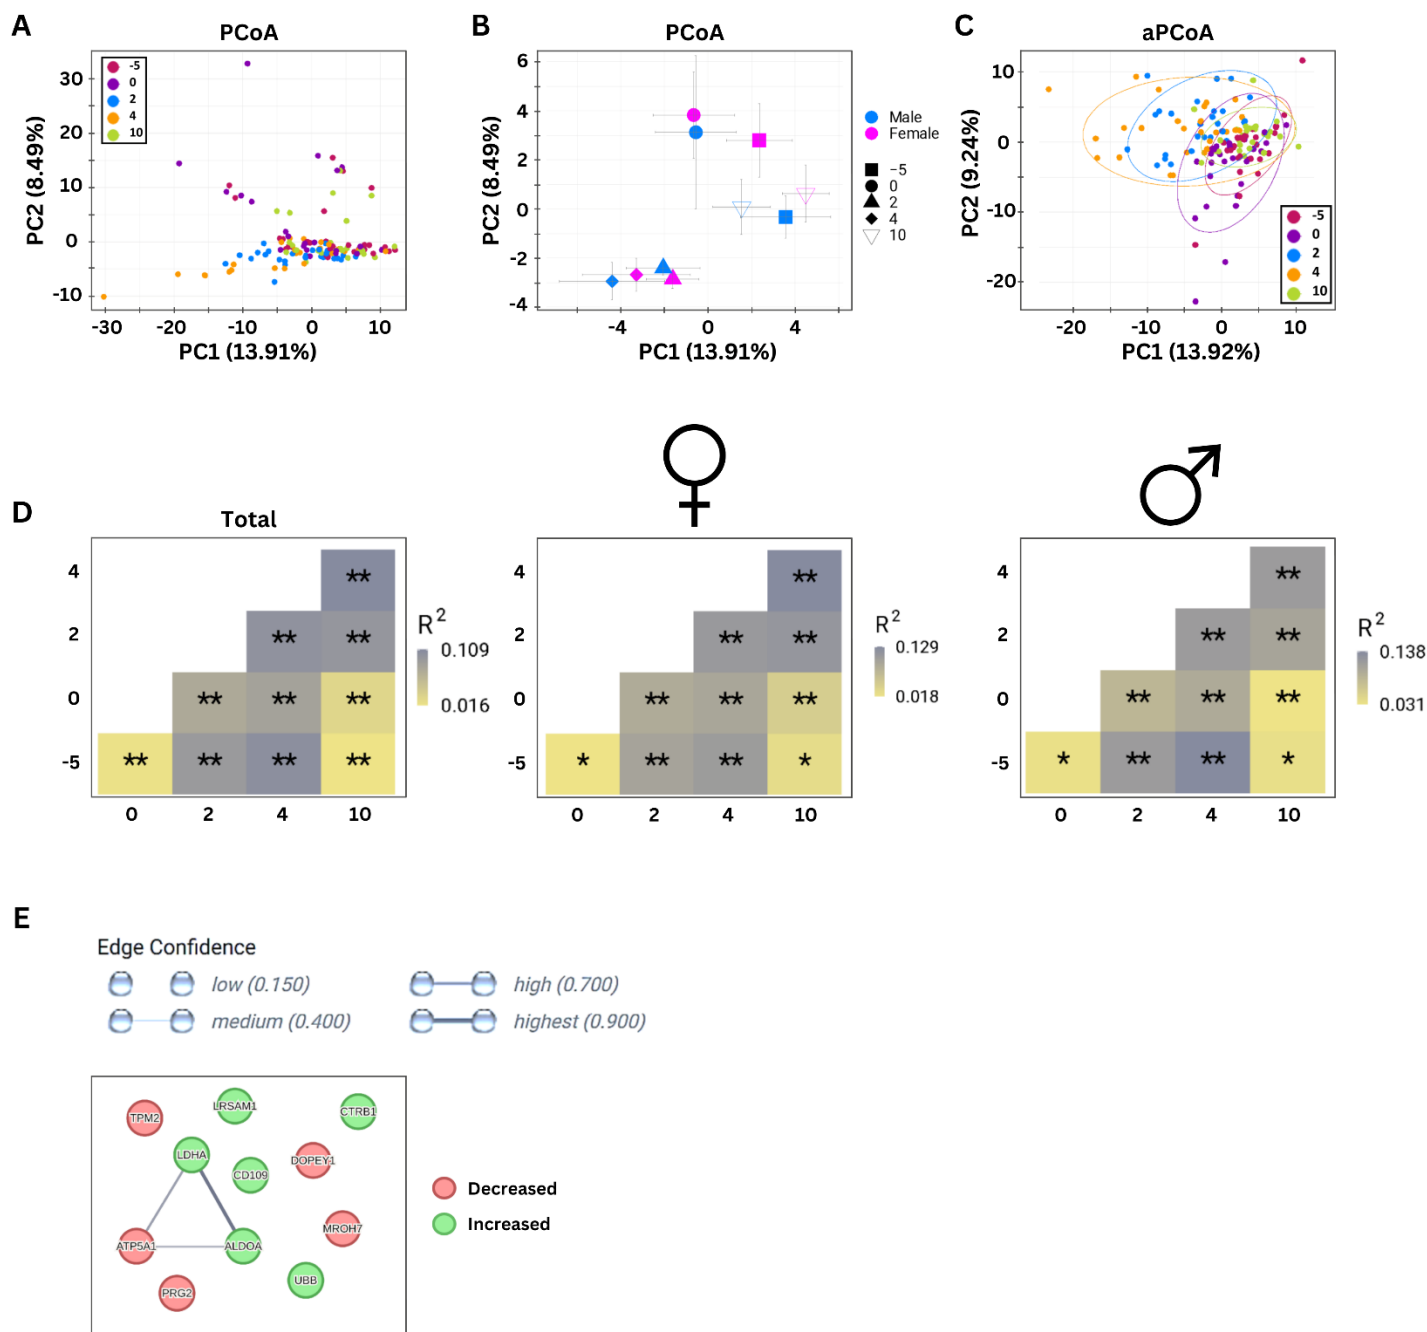 A
PCoA
-5
0
2
4
10
30
20
10
0
-10
PC2 (8.49%)
-30
-20
-10
0
10
PC1 (13.91%)
B
PCoA
6
4
2
0
-2
-4
PC2 (8.49%)
-4
0
4
PC1 (13.91%)
Male
Female
−5
0
2
4
10
C
aPCoA
10
0
-10
-20
PC2 (9.24%)
-5
0
2
4
10
-20
-10
0
10
PC1 (13.92%)
D
Total
4
2
0
-5
**
** **
** ** **
** ** ** **
0 2 4 10
R²
0.109
0.016
**
** **
** ** **
* ** ** *
0 2 4 10
R²
0.129
0.018
4
2
0
-5
**
** **
** ** **
* ** ** *
0 2 4 10
R²
0.138
0.031
4
2
0
-5
E
Edge Confidence
low (0.150)
high (0.700)
medium (0.400)
highest (0.900)
TPM2
LRSAM1
CTRB1
LDHA
CD109
DOPEY1
ATP5A1
ALDOA
MROH7
PRG2
UBB
Decreased
Increased